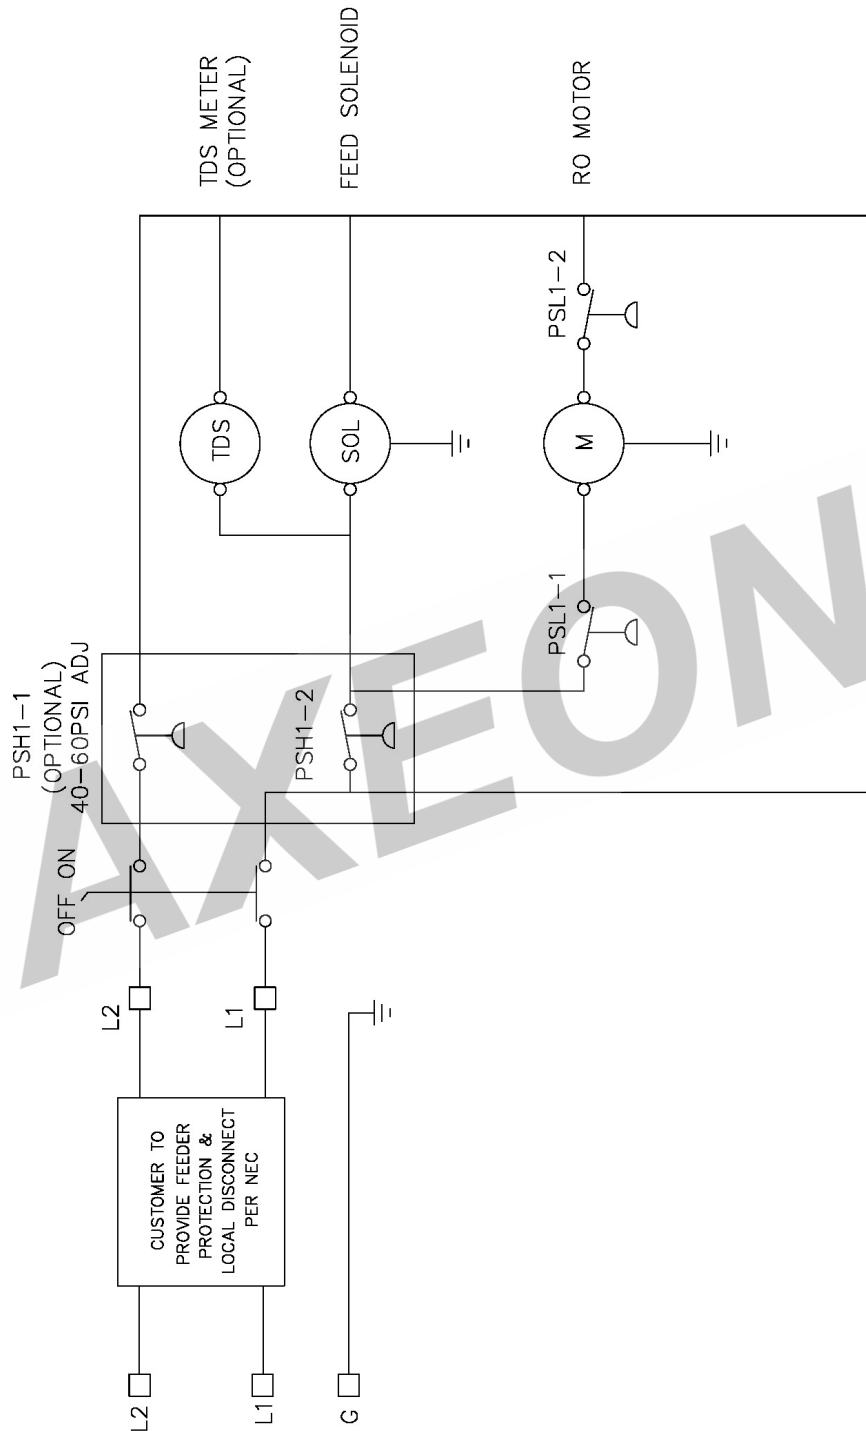 PSH1-1
(OPTIONAL)
40-60PSI ADJ
OFF ON
L2
L2
CUSTOMER TO
PROVIDE FEEDER
PROTECTION &
LOCAL DISCONNECT
PER NEC
L1
L1
G
PSH1-2
TDS
TDS METER
(OPTIONAL)
SOL
FEED SOLENOID
PSL1-1
M
PSL1-2
RO MOTOR
AXEON